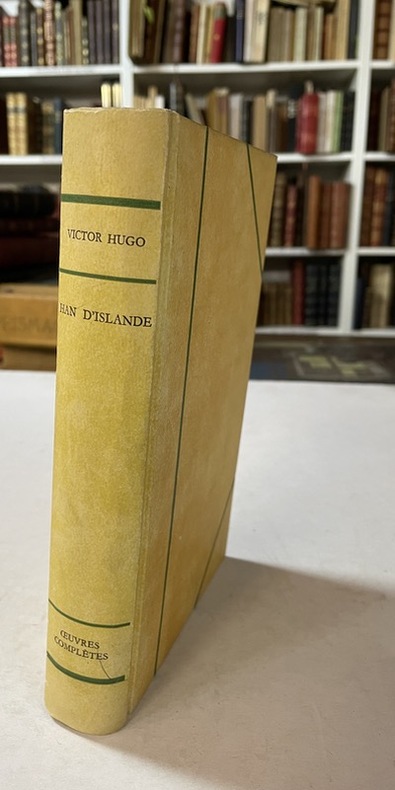 VICTOR HUGO
HAN D'ISLANDE
ŒUVRES
COMPLÈTES